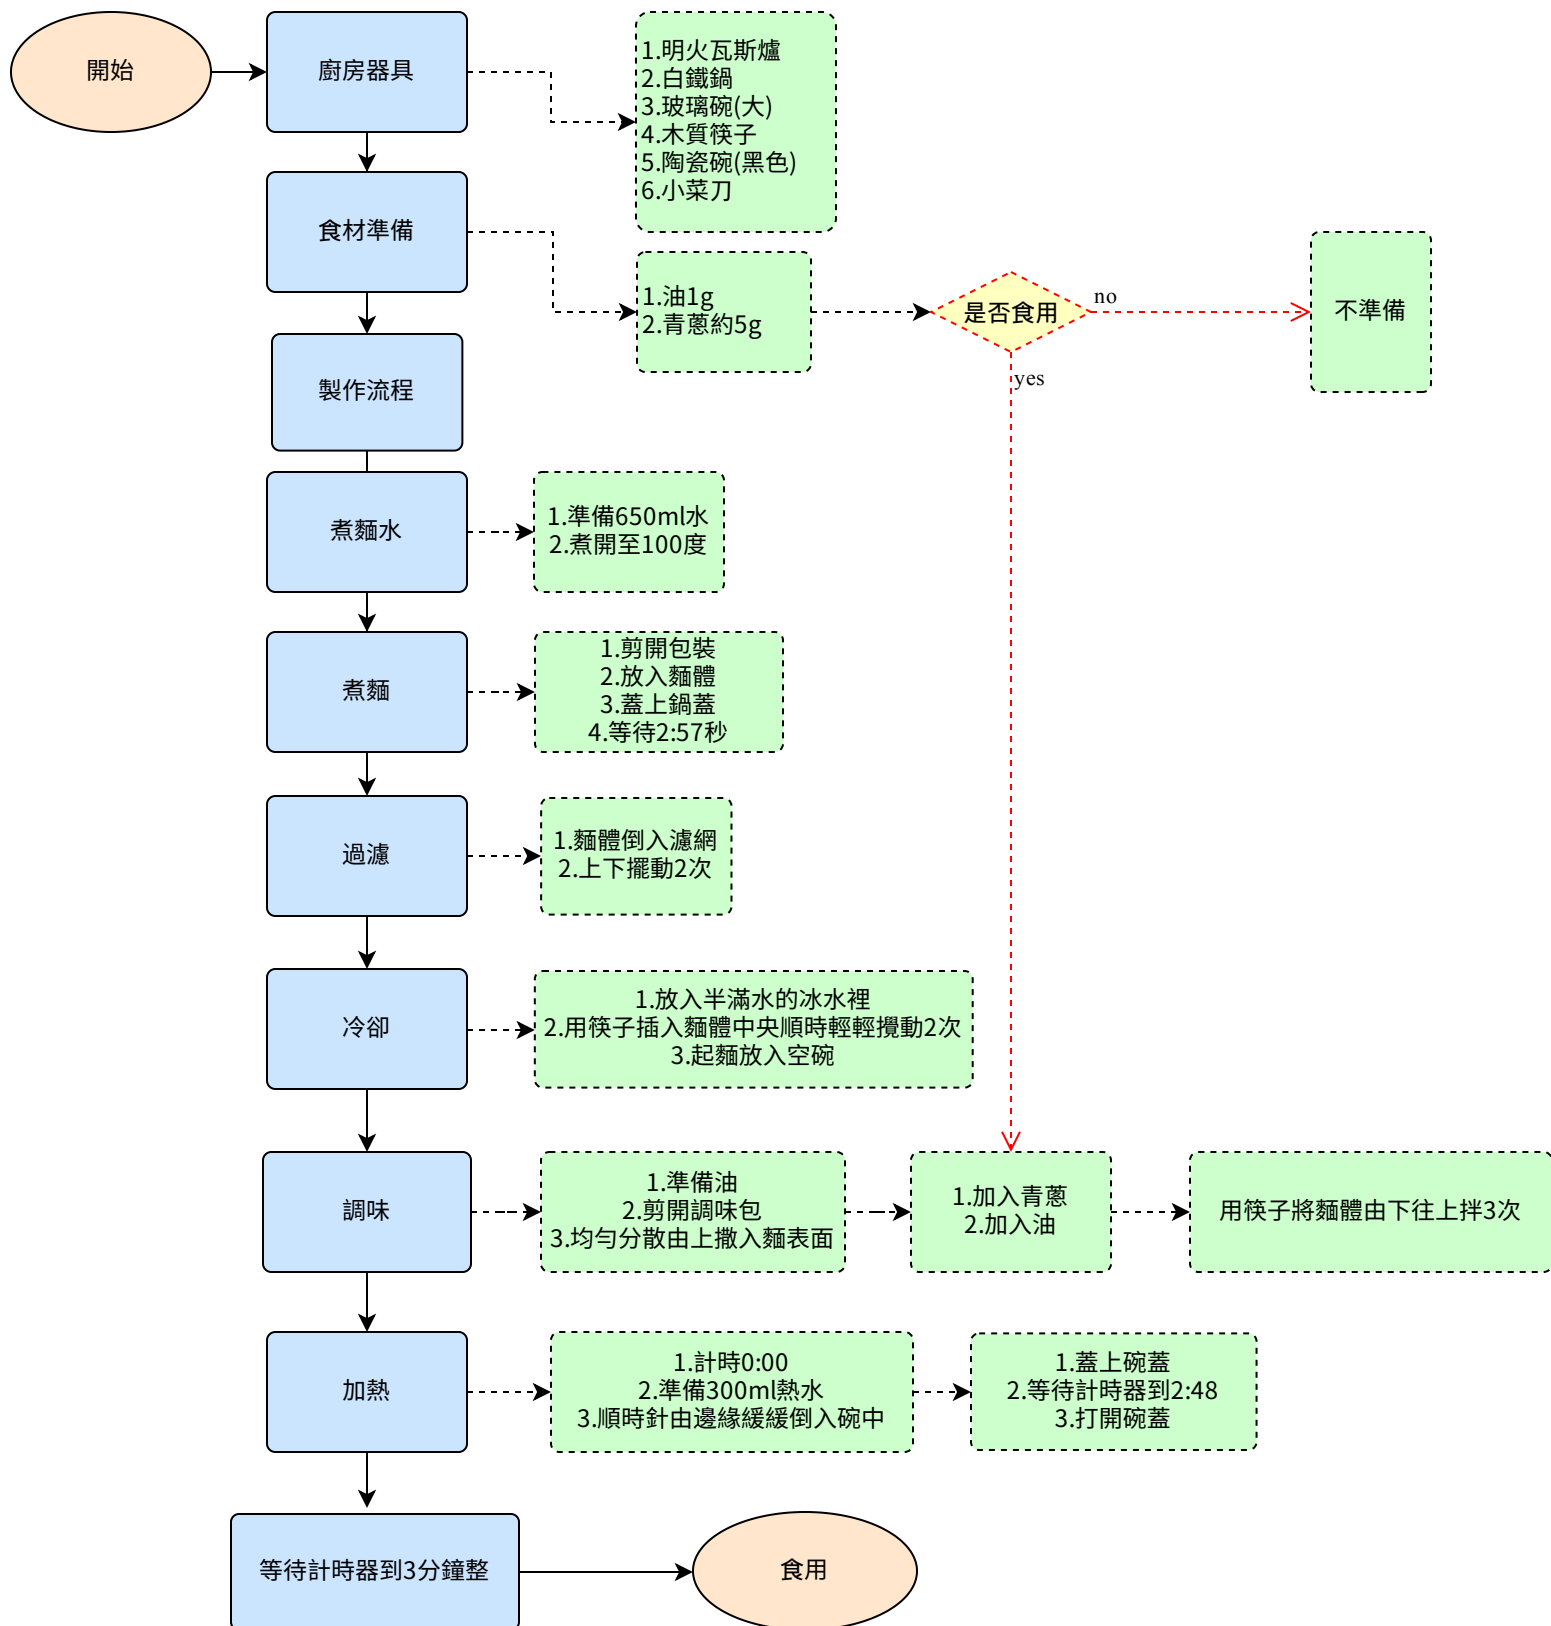 開始
廚房器具
1.明火瓦斯爐
2.白鐵鍋
3.玻璃碗(大)
4.木質筷子
5.陶瓷碗(黑色)
6.小菜刀
食材準備
1.油1g
2.青蔥約5g
是否食用
no
不準備
yes
製作流程
煮麵水
1.準備650ml水
2.煮開至100度
煮麵
1.剪開包裝
2.放入麵體
3.蓋上鍋蓋
4.等待2:57秒
過濾
1.麵體倒入濾網
2.上下擺動2次
冷卻
1.放入半滿水的冰水裡
2.用筷子插入麵體中央順時輕輕攪動2次
3.起麵放入空碗
調味
1.準備油
2.剪開調味包
3.均勻分散由上撒入麵表面
1.加入青蔥
2.加入油
用筷子將麵體由下往上拌3次
加熱
1.計時0:00
2.準備300ml熱水
3.順時針由邊緣緩緩倒入碗中
1.蓋上碗蓋
2.等待計時器到2:48
3.打開碗蓋
等待計時器到3分鐘整
食用